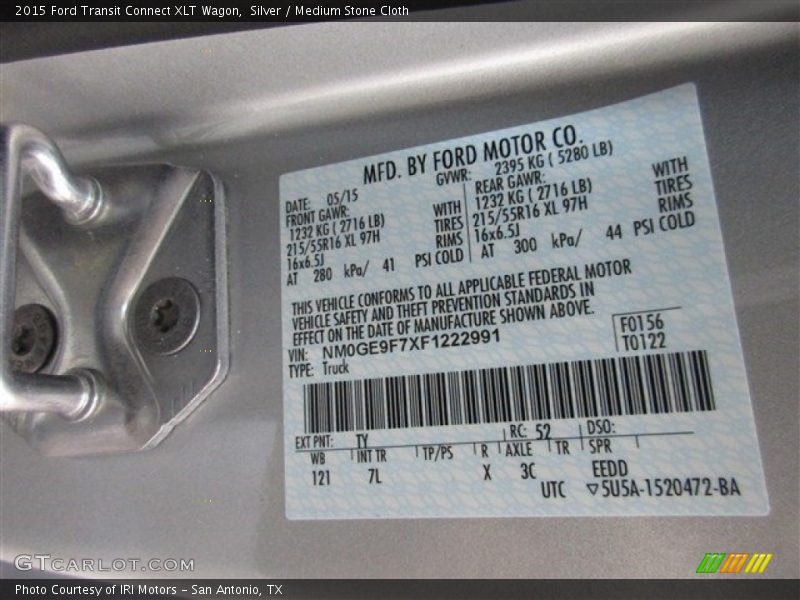 2015 Ford Transit Connect XLT Wagon, Silver / Medium Stone Cloth
MFD. BY FORD MOTOR CO.
DATE: 05/15 GVWR: 2395 KG ( 5280 LB)
FRONT GAWR: REAR GAWR:
1232 KG ( 2716 LB) WITH 1232 KG ( 2716 LB) WITH
215/55R16 XL 97H TIRES 215/55R16 XL 97H TIRES
16x6.5J RIMS 16x6.5J RIMS
AT 280 kPa/ 41 PSI COLD AT 300 kPa/ 44 PSI COLD
THIS VEHICLE CONFORMS TO ALL APPLICABLE FEDERAL MOTOR
VEHICLE SAFETY AND THEFT PREVENTION STANDARDS IN
EFFECT ON THE DATE OF MANUFACTURE SHOWN ABOVE.
VIN: NM0GE9F7XF1222991 F0156
TYPE: Truck T0122
EXT PNT: TY RC: 52 DSO:
WB INT TR TP/PS R AXLE TR SPR
121 7L X 3C EEDD
UTC ▽5U5A-1520472-BA
GTCARLOT.COM
Photo Courtesy of IRI Motors – San Antonio, TX